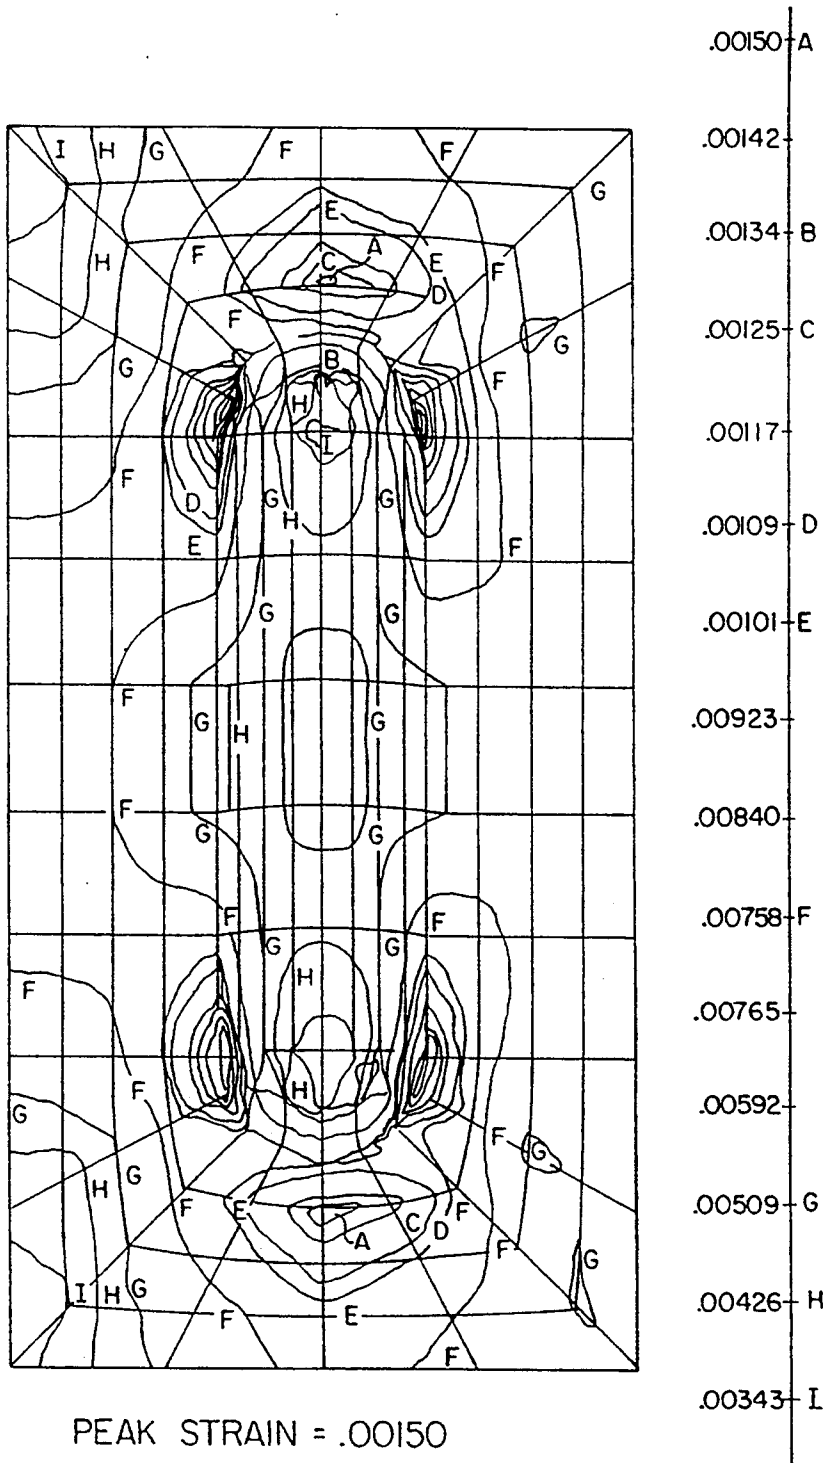 .00150 A
.00142
I H G F F
G
.00134 B
E
A
F H C E F
D
.00125 C
F
G
G
B
F
H
.00117
I
F
D G G
H
.00109 D
E F
G G
.00101 E
F
G H G
.00923
F
G G
.00840
F F
.00758 F
G G
H
F
.00765
H F
G
.00592
F G
H G
F E C D F
.00509 G
A
F
G
I H G
F E
.00426 H
F
.00343 I
PEAK STRAIN = .00150